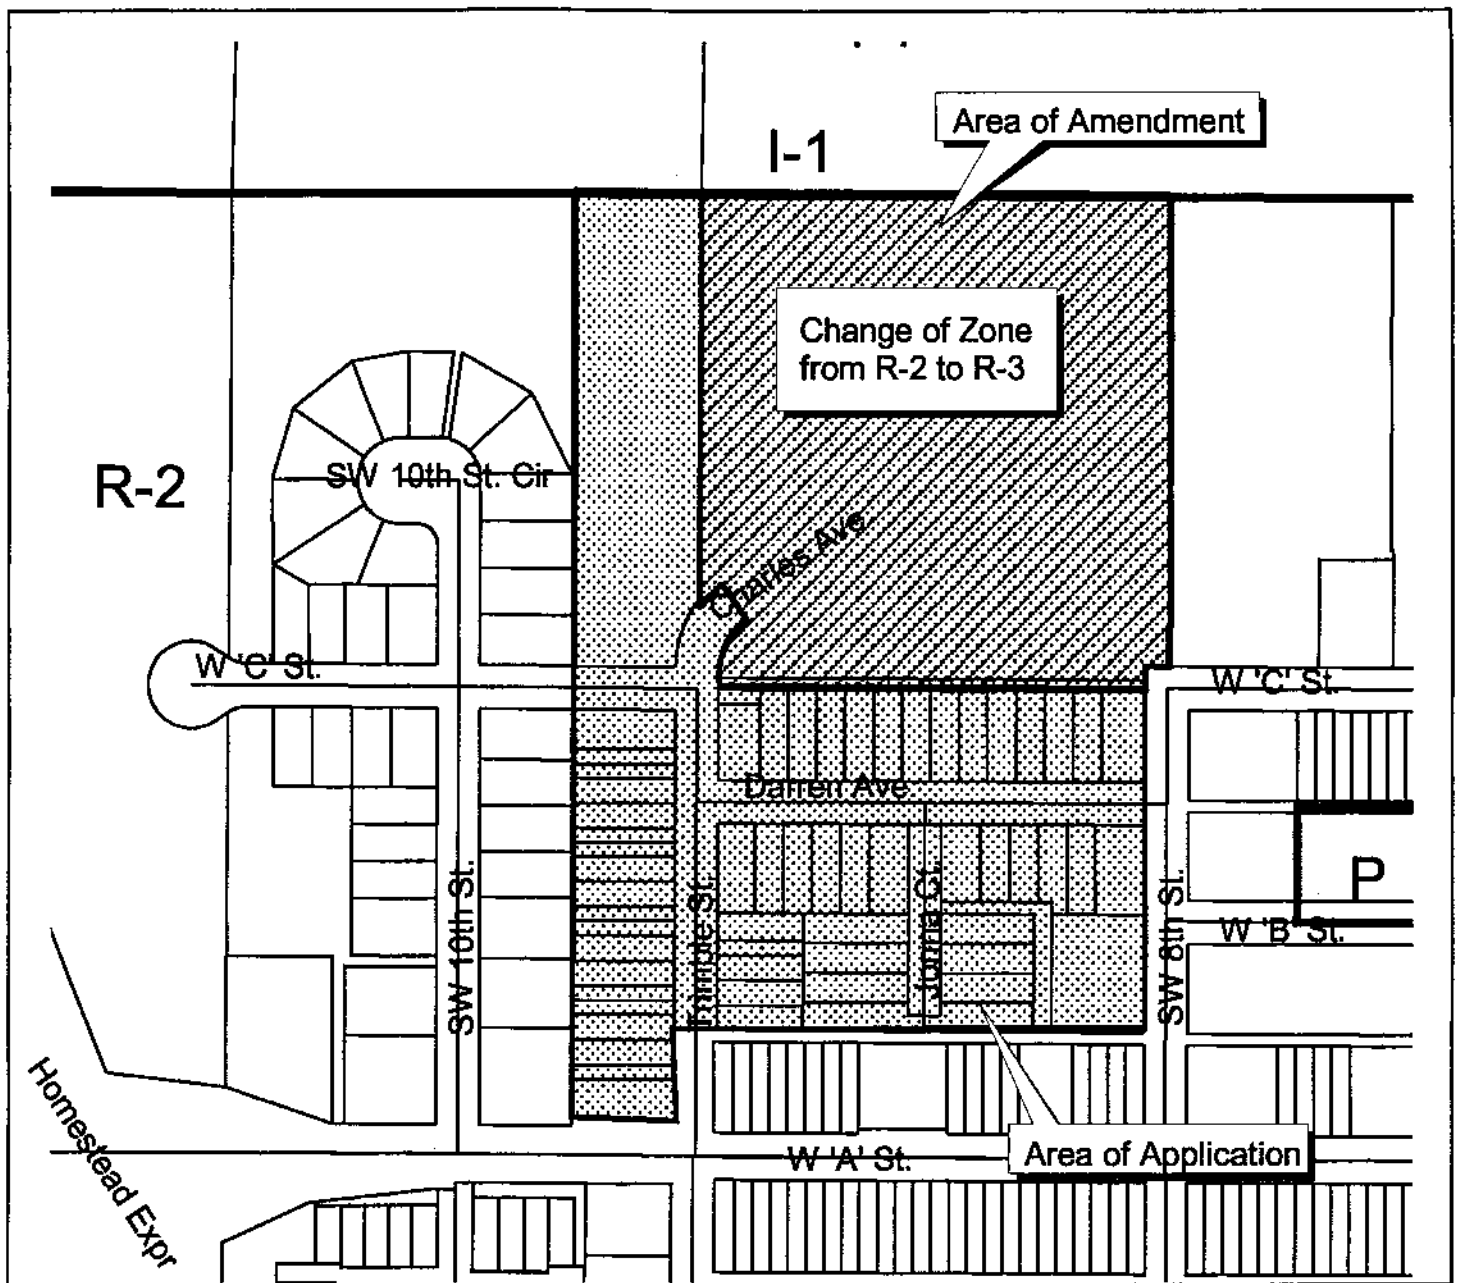 I-1
Area of Amendment
Change of Zone
from R-2 to R-3
R-2
SW 10th St. Cir
Charles Ave
W 'C' St.
W 'C' St.
Darren Ave.
P
SW 10th St.
Trimble St.
Jonna Ct.
SW 8th St.
W 'B' St.
Homestead Expr
W 'A' St.
Area of Application